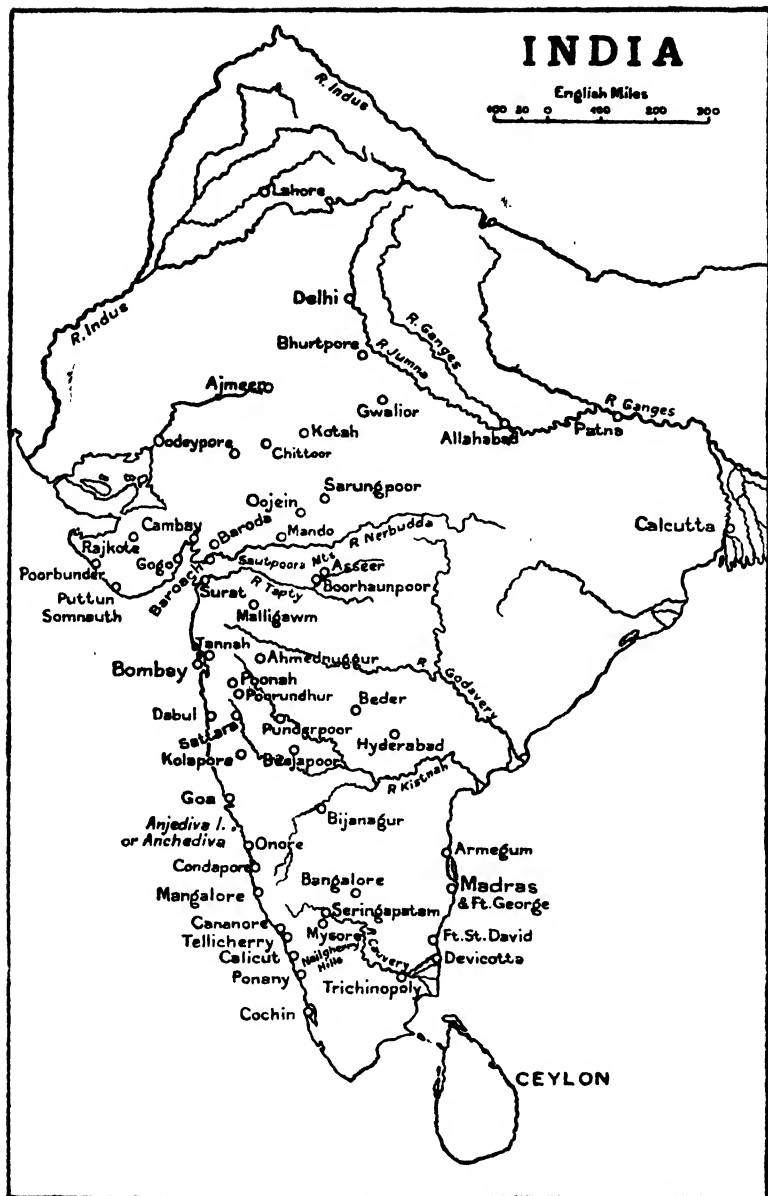 INDIA
English Miles
100 50 0 100 200 300
R. Indus
Lahore
R. Indus
Delhi
R. Ganges
Bhurtpore
R. Jumna
Ajmeer
Gwalior
R Ganges
Kotah
Allahabad
Patna
Oodeypore
Chittoor
Sarungpoor
Oojein
Calcutta
Cambay
Baroda
Mando
R Nerbudda
Rajkote
Gogo
Sautpoora Mts
Asseer
Poorbunder
Baroach
Boorhaunpoor
Puttun
Somnauth
Surat
R Tapty
Malligawm
Tannah
Ahmednuggur
R Godavery
Bombay
Poonah
Poorundhur
Beder
Dabul
Sattara
Punderpoor
Hyderabad
Kolapore
Beejapoor
R Kistnah
Goa
Anjediva I.
or Anchediva
Bijanagur
Onore
Armegum
Condapore
Bangalore
Madras
& Ft. George
Mangalore
Seringapatam
Cananore
Mysore
R Cauvery
Ft. St. David
Tellicherry
Calicut
Neilgherry
Hills
Devicotta
Ponany
Trichinopoly
Cochin
CEYLON